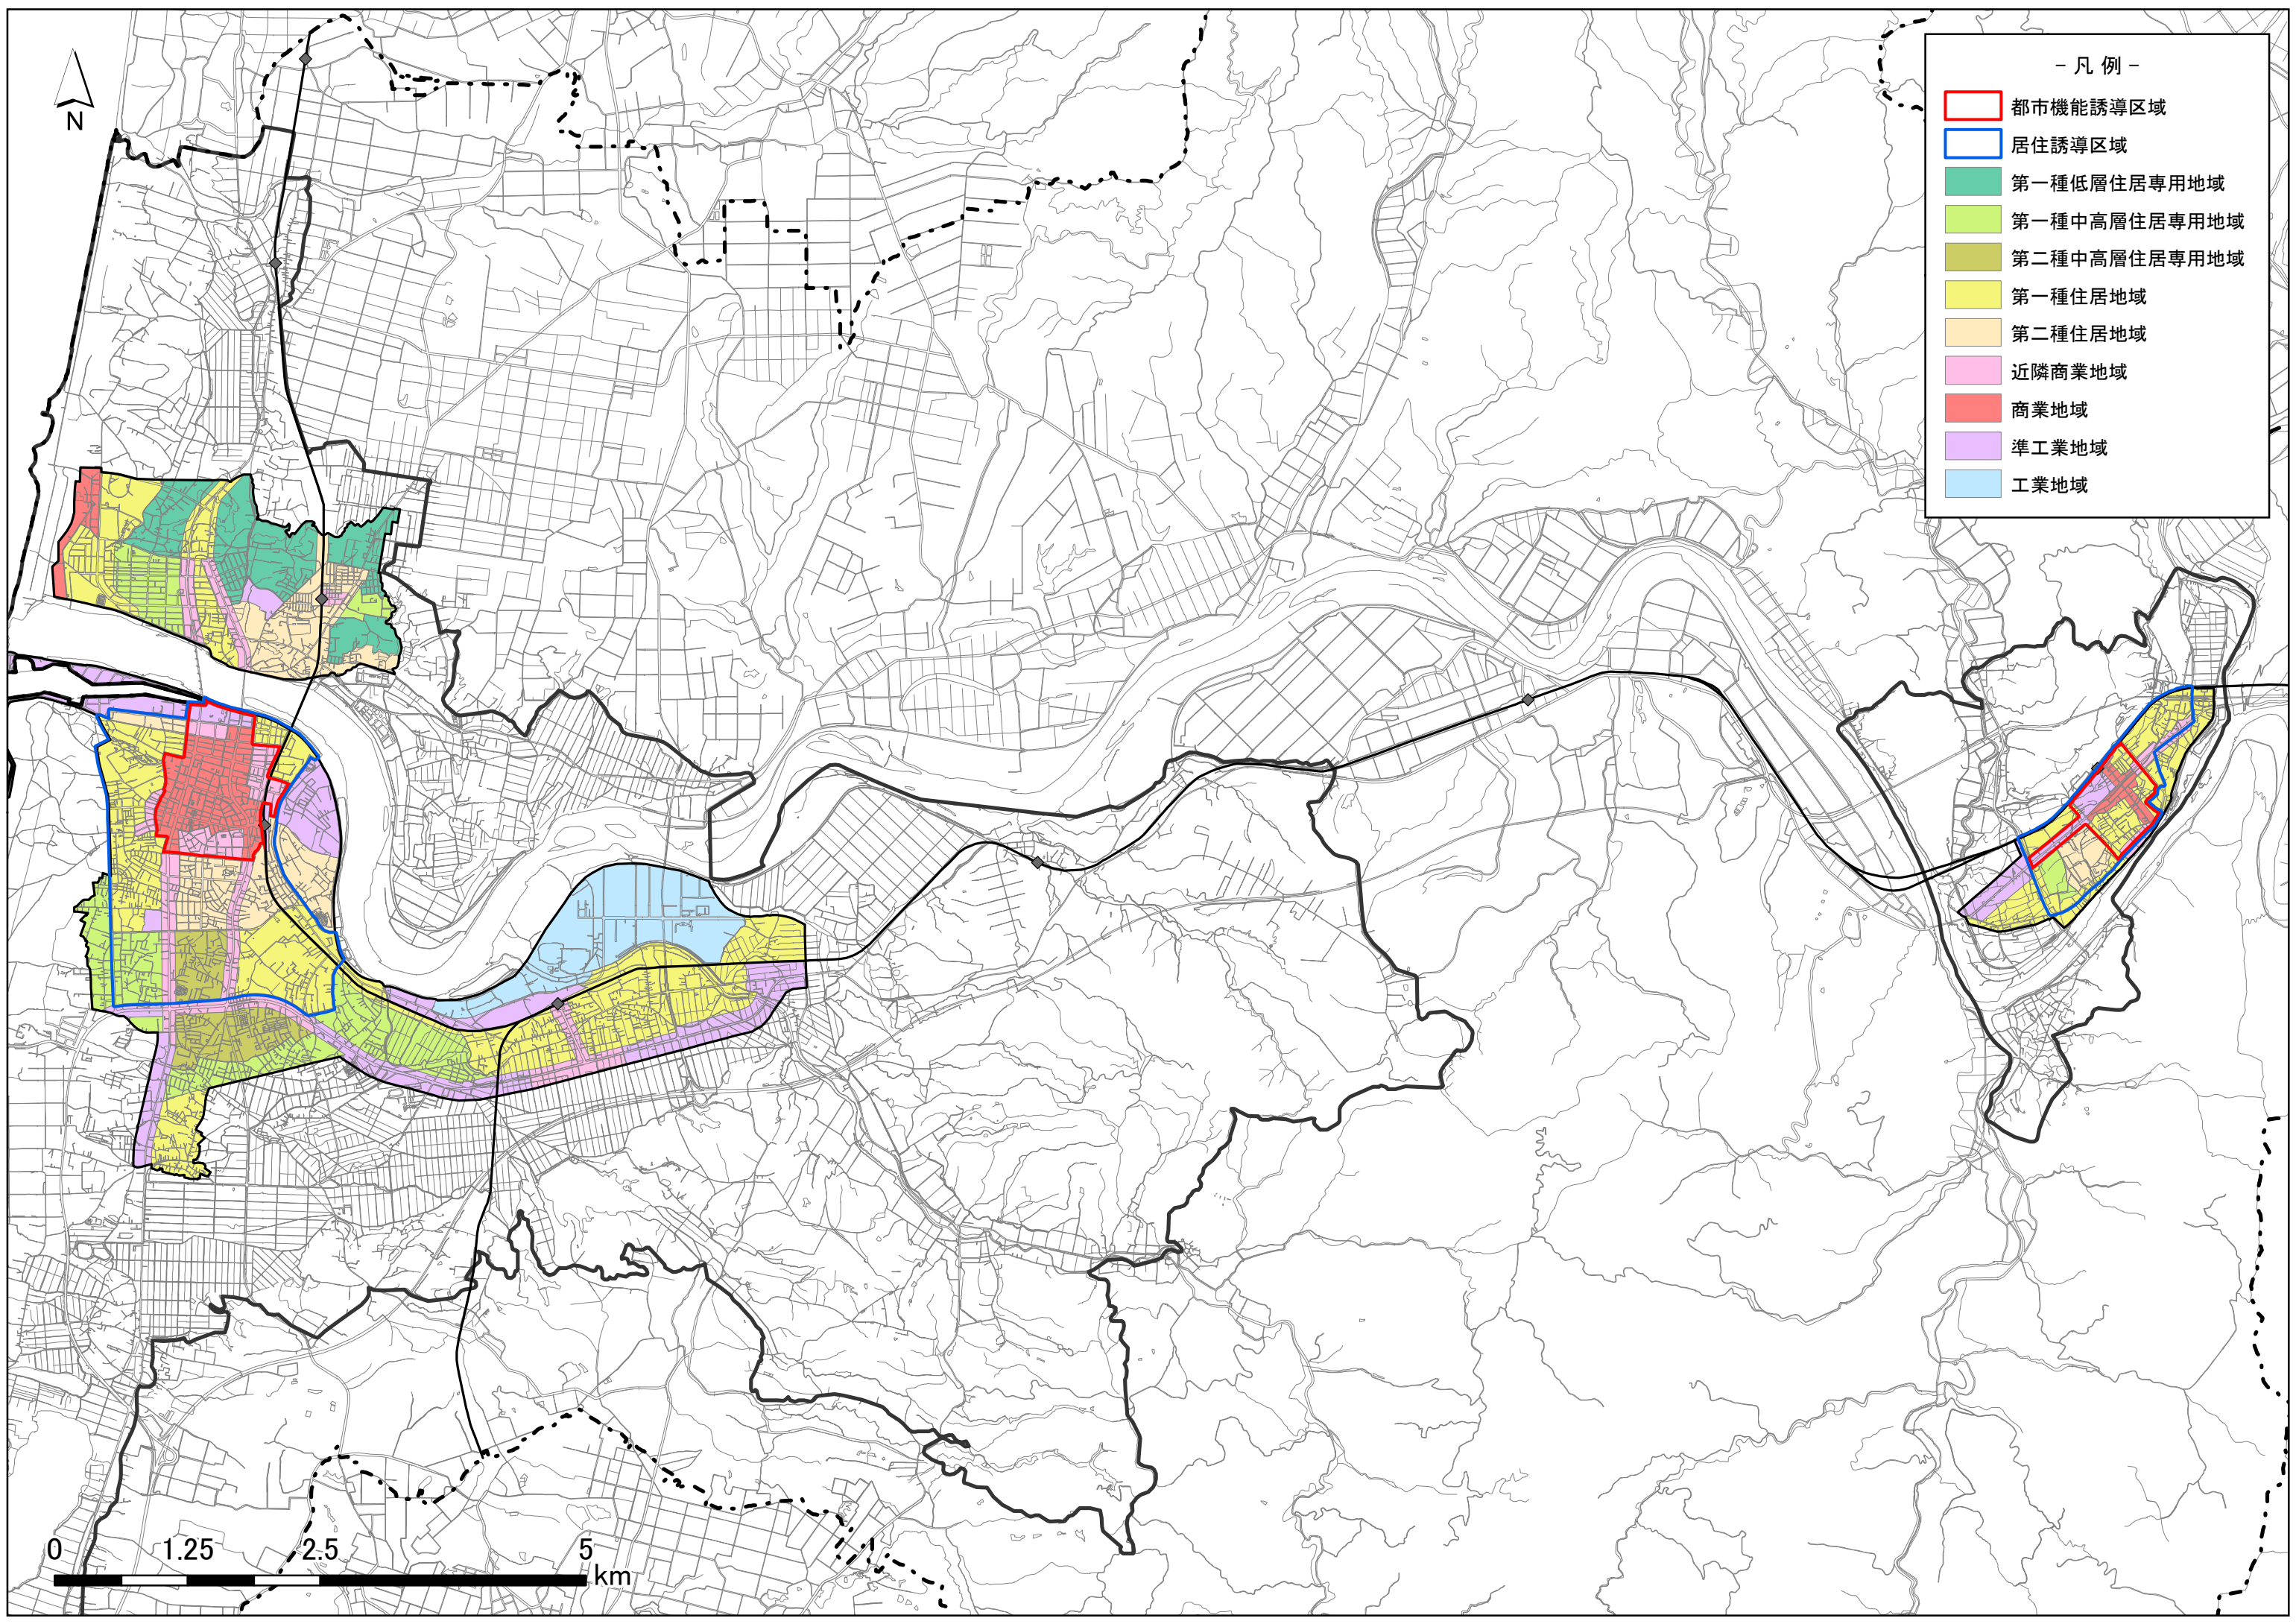 N
- 凡 例 -
都市機能誘導区域
居住誘導区域
第一種低層住居専用地域
第一種中高層住居専用地域
第二種中高層住居専用地域
第一種住居地域
第二種住居地域
近隣商業地域
商業地域
準工業地域
工業地域
0 1.25 2.5 5
km